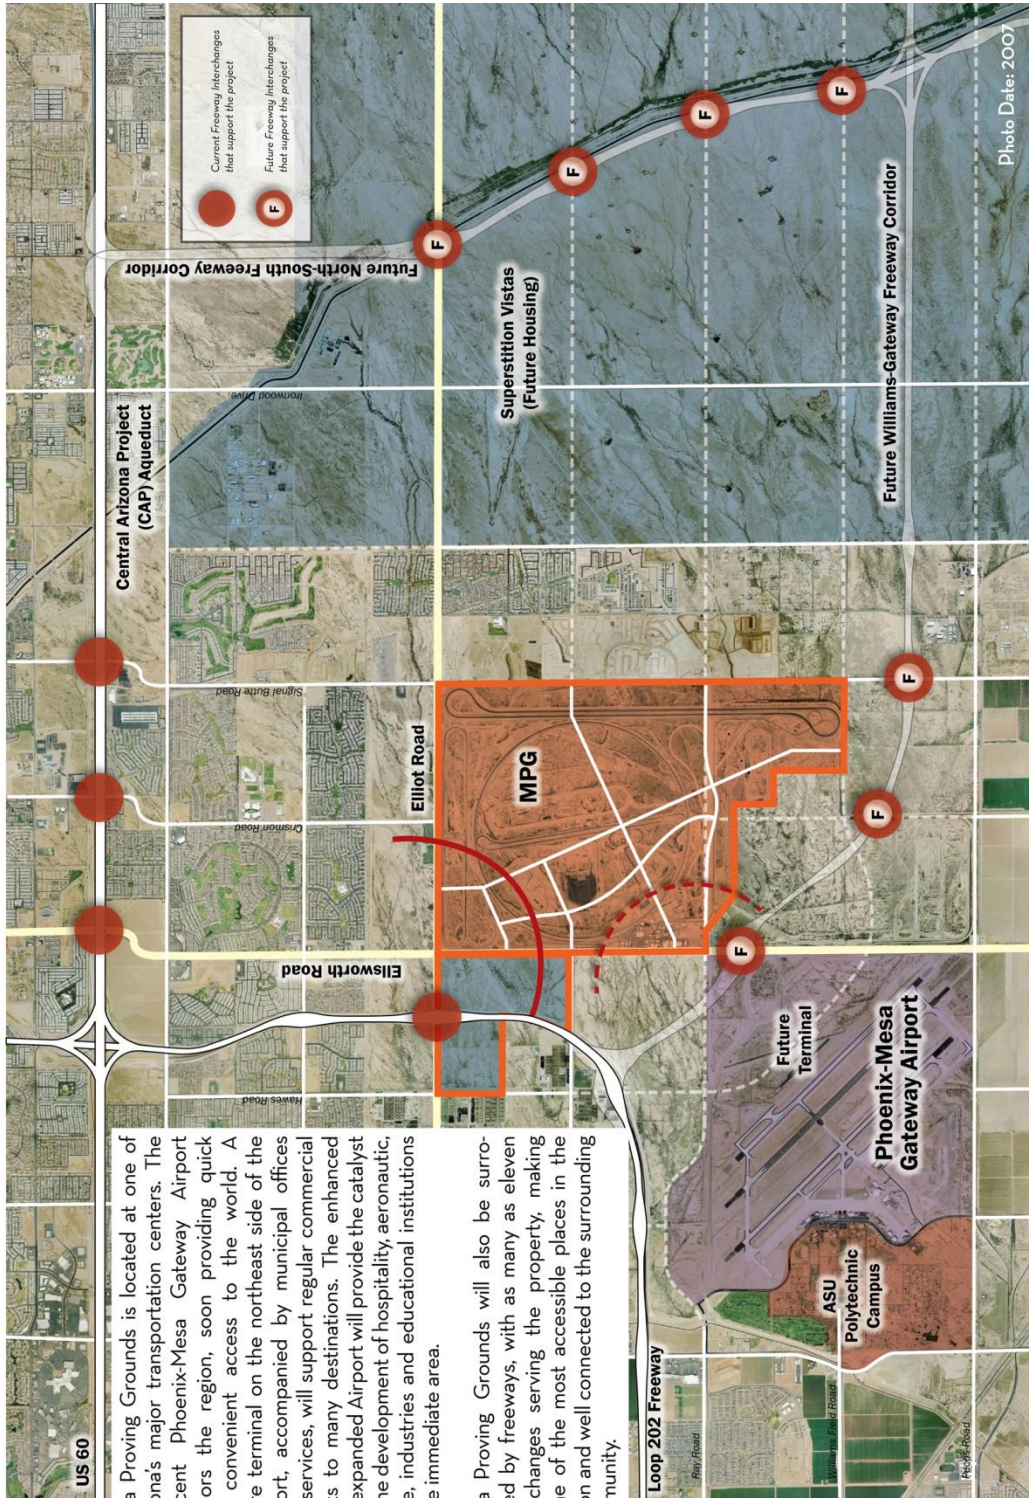 US 60
a Proving Grounds is located at one of
ona's major transportation centers. The
cent Phoenix-Mesa Gateway Airport
ors the region, soon providing quick
convenient access to the world. A
re terminal on the northeast side of the
ort, accompanied by municipal offices
services, will support regular commercial
ts to many destinations. The enhanced
expanded Airport will provide the catalyst
he development of hospitality, aeronautic,
e, industries and educational institutions
e immediate area.
a Proving Grounds will also be surro-
ed by freeways, with as many as eleven
changes serving the property, making
ne of the most accessible places in the
on and well connected to the surrounding
munity.
Loop 202 Freeway
Ray Road
Williams Field Road
Pecos Road
Hawes Road
Ellsworth Road
Crismon Road
Signal Butte Road
Ironwood Drive
Elliot Road
MPG
Future
Terminal
Phoenix-Mesa
Gateway Airport
ASU
Polytechnic
Campus
Central Arizona Project
(CAP) Aqueduct
Future North-South Freeway Corridor
Superstition Vistas
(Future Housing)
Future Williams-Gateway Freeway Corridor
Current Freeway Interchanges
that support the project
F
Future Freeway Interchanges
that support the project
F
F
F
F
F
F
F
Photo Date: 2007